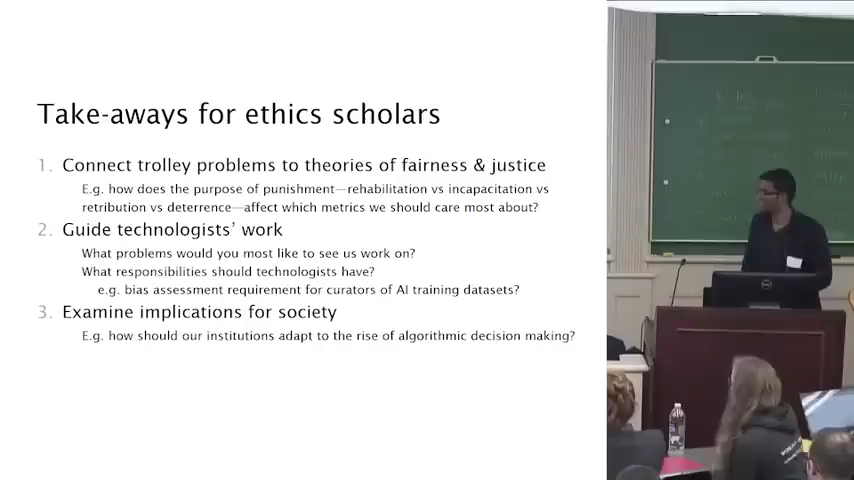 Take-aways for ethics scholars
1. Connect trolley problems to theories of fairness & justice
E.g. how does the purpose of punishment—rehabilitation vs incapacitation vs
retribution vs deterrence—affect which metrics we should care most about?
2. Guide technologists' work
What problems would you most like to see us work on?
What responsibilities should technologists have?
e.g. bias assessment requirement for curators of AI training datasets?
3. Examine implications for society
E.g. how should our institutions adapt to the rise of algorithmic decision making?